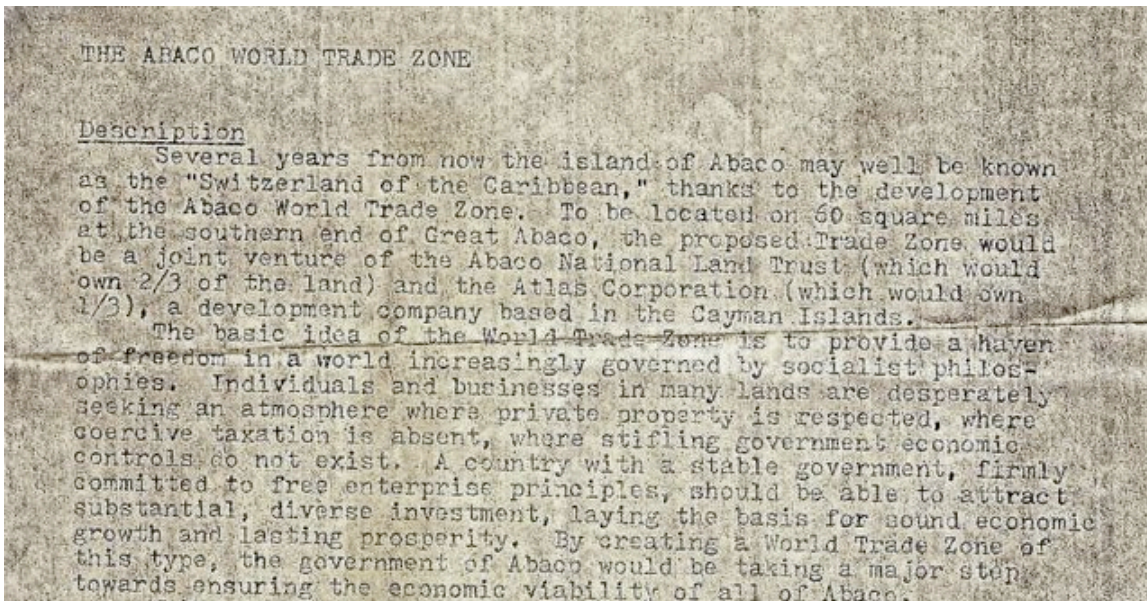 THE ABACO WORLD TRADE ZONE
Description
Several years from now the island of Abaco may well be known
as the "Switzerland of the Caribbean," thanks to the development
of the Abaco World Trade Zone. To be located on 60 square miles
at the southern end of Great Abaco, the proposed Trade Zone would
be a joint venture of the Abaco National Land Trust (which would
own 2/3 of the land) and the Atlas Corporation (which would own
1/3), a development company based in the Cayman Islands.
The basic idea of the World Trade Zone is to provide a haven
of freedom in a world increasingly governed by socialist philos-
ophies. Individuals and businesses in many lands are desperately
seeking an atmosphere where private property is respected, where
coercive taxation is absent, where stifling government economic
controls do not exist. A country with a stable government, firmly
committed to free enterprise principles, should be able to attract
substantial, diverse investment, laying the basis for sound economic
growth and lasting prosperity. By creating a World Trade Zone of
this type, the government of Abaco would be taking a major step
towards ensuring the economic viability of all of Abaco.